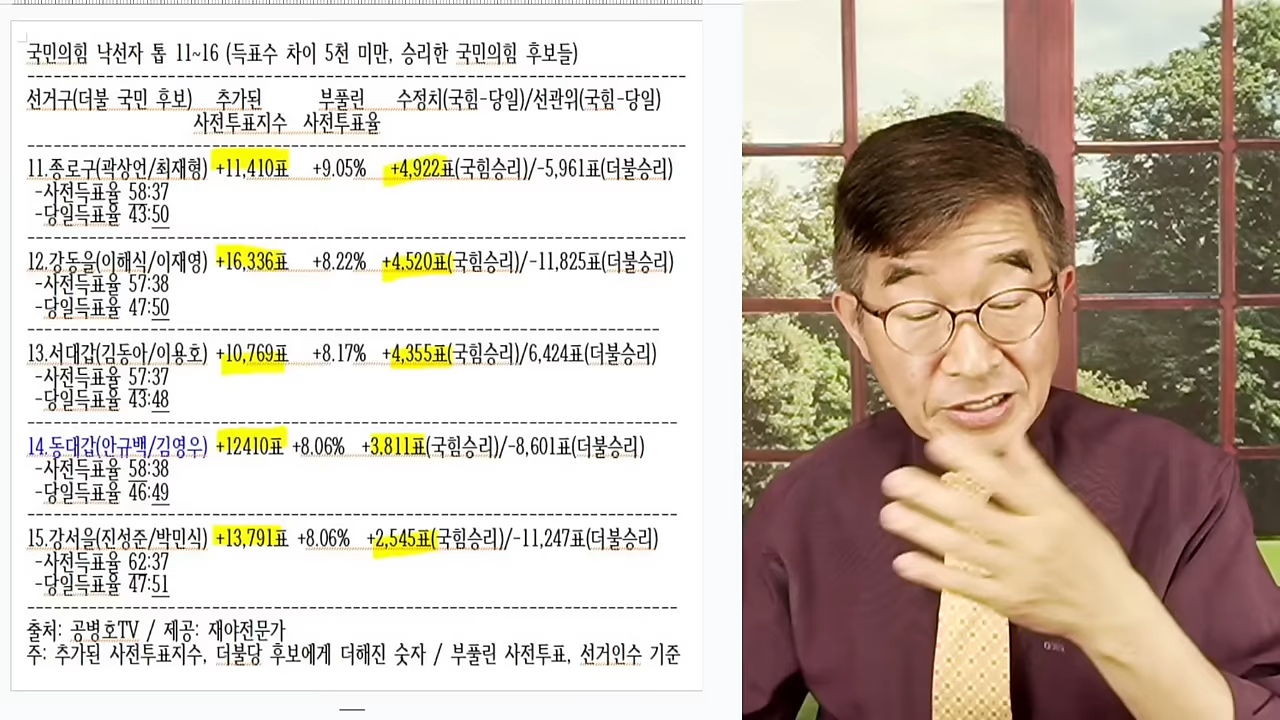 국민의힘 낙선자 톱 11~16 (득표수 차이 5천 미만, 승리한 국민의힘 후보들)
선거구(더불 국민 후보) 추가된 부풀린 수정치(국힘-당일)/선관위(국힘-당일)
사전투표지수 사전투표율
11.종로구(곽상언/최재형) +11,410표 +9.05% +4,922표(국힘승리)/-5,961표(더불승리)
-사전득표율 58:37
-당일득표율 43:50
12.강동을(이해식/이재영) +16,336표 +8.22% +4.520표(국힘승리)/-11,825표(더불승리)
-사전득표율 57:38
-당일득표율 47:50
13.서대갑(김동아/이용호) +10,769표 +8.17% +4,355표(국힘승리)/6,424표(더불승리)
-사전득표율 57:37
-당일득표율 43:48
14.동대갑(안규백/김영우) +12410표 +8.06% +3,811표(국힘승리)/-8,601표(더불승리)
-사전득표율 58:38
-당일득표율 46:49
15.강서을(진성준/박민식) +13,791표 +8.06% +2,545표(국힘승리)/-11,247표(더불승리)
-사전득표율 62:37
-당일득표율 47:51
출처: 공병호TV / 제공: 재야전문가
주: 추가된 사전투표지수, 더불당 후보에게 더해진 숫자 / 부풀린 사전투표, 선거인수 기준